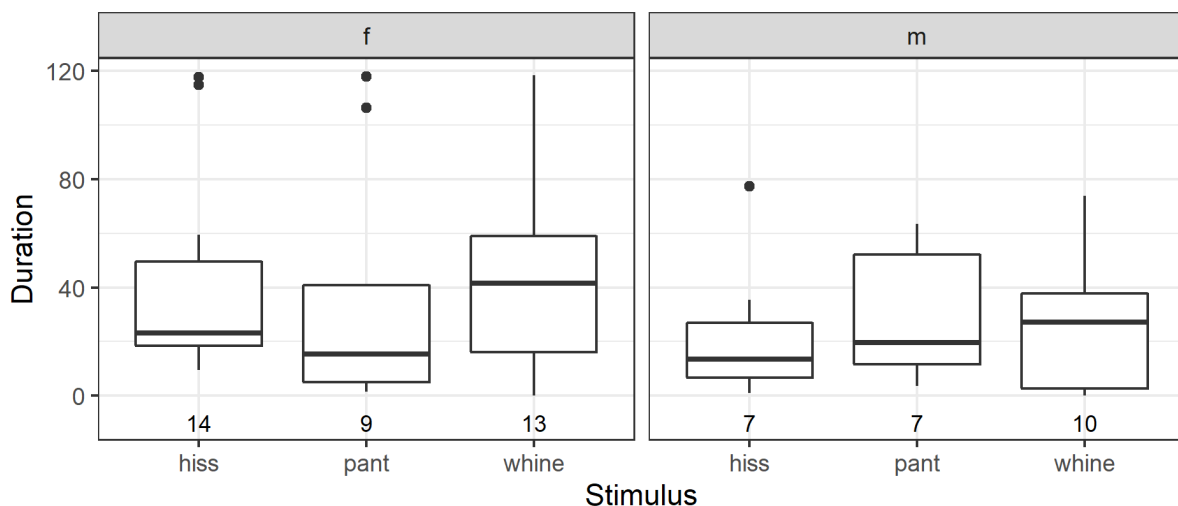 f m
120
80
40
0
Duration
14 9 13 7 7 10
hiss pant whine hiss pant whine
Stimulus